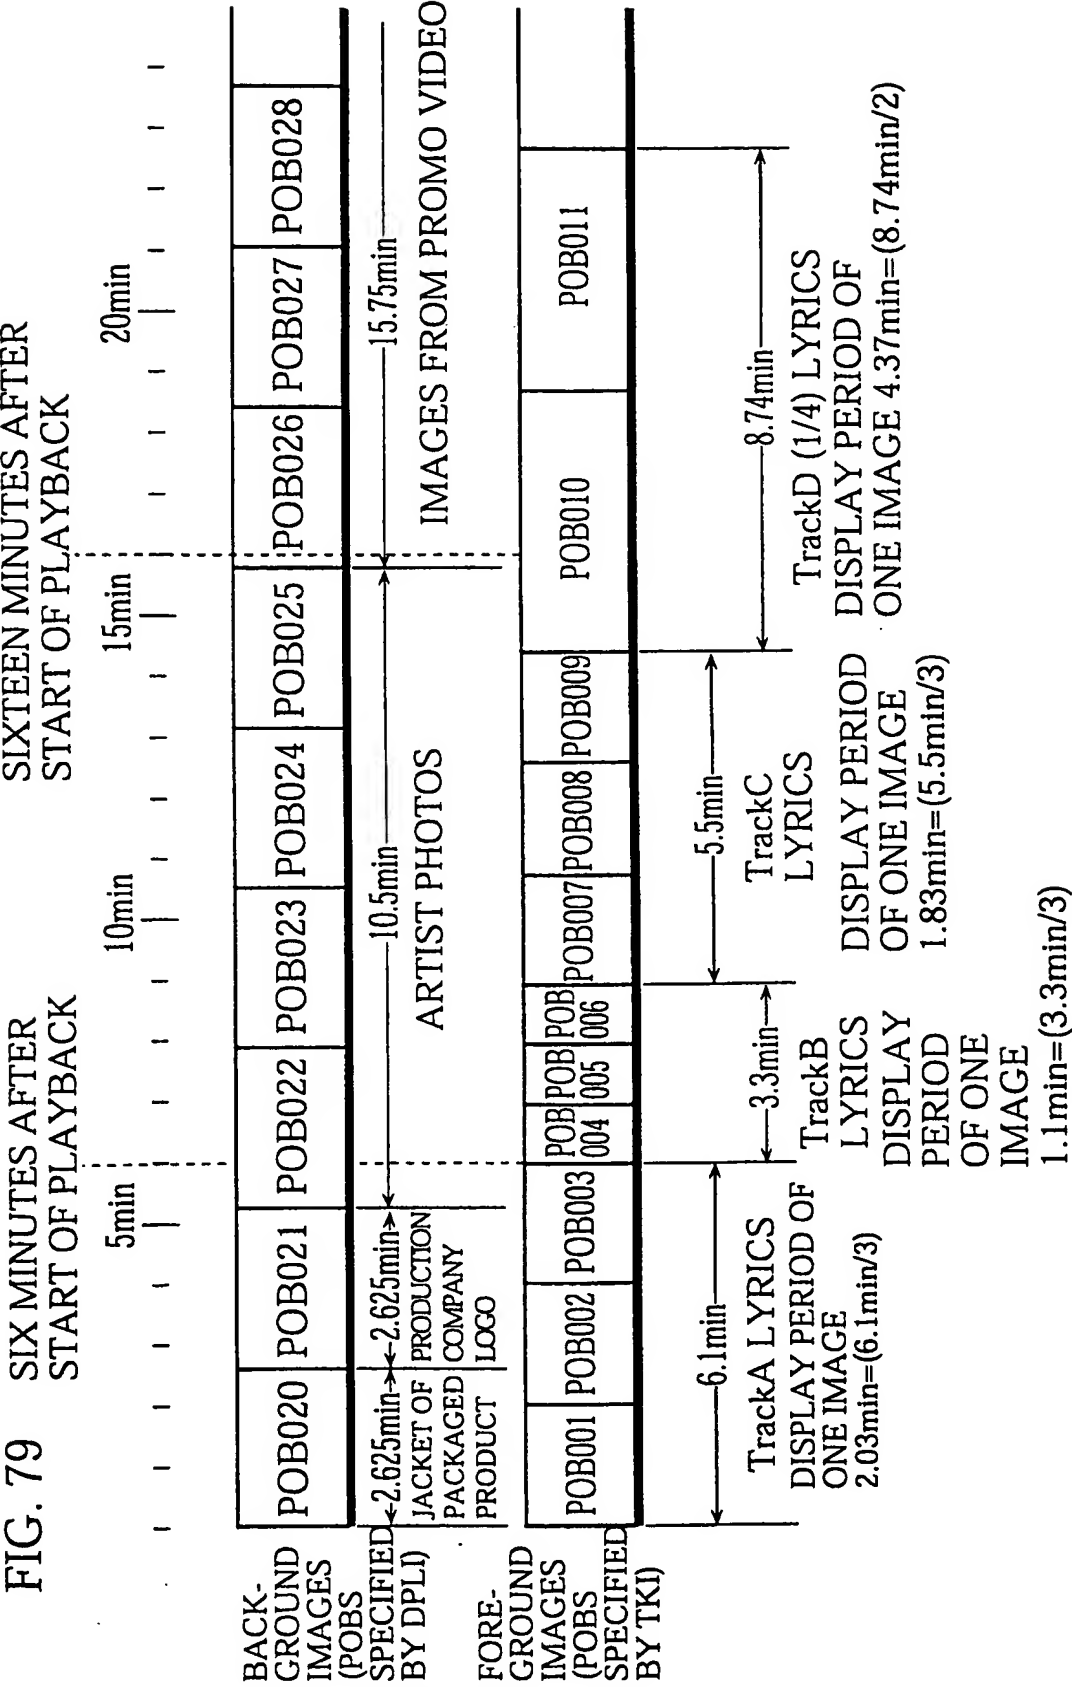 FIG. 79
SIX MINUTES AFTER
START OF PLAYBACK
SIXTEEN MINUTES AFTER
START OF PLAYBACK
5min
10min
15min
20min
BACK-
GROUND
IMAGES
(POBS
SPECIFIED
BY DPLI)
POB020
POB021
POB022
POB023
POB024
POB025
POB026
POB027
POB028
2.625min
JACKET OF
PACKAGED
PRODUCT
2.625min
PRODUCTION
COMPANY
LOGO
10.5min
ARTIST PHOTOS
15.75min
IMAGES FROM PROMO VIDEO
FORE-
GROUND
IMAGES
(POBS
SPECIFIED
BY TKI)
POB001
POB002
POB003
POB
004
POB
005
POB
006
POB007
POB008
POB009
POB010
POB011
6.1min
TrackA LYRICS
DISPLAY PERIOD OF
ONE IMAGE
2.03min=(6.1min/3)
3.3min
TrackB
LYRICS
DISPLAY
PERIOD
OF ONE
IMAGE
1.1min=(3.3min/3)
5.5min
TrackC
LYRICS
DISPLAY PERIOD
OF ONE IMAGE
1.83min=(5.5min/3)
8.74min
TrackD (1/4) LYRICS
DISPLAY PERIOD OF
ONE IMAGE 4.37min=(8.74min/2)